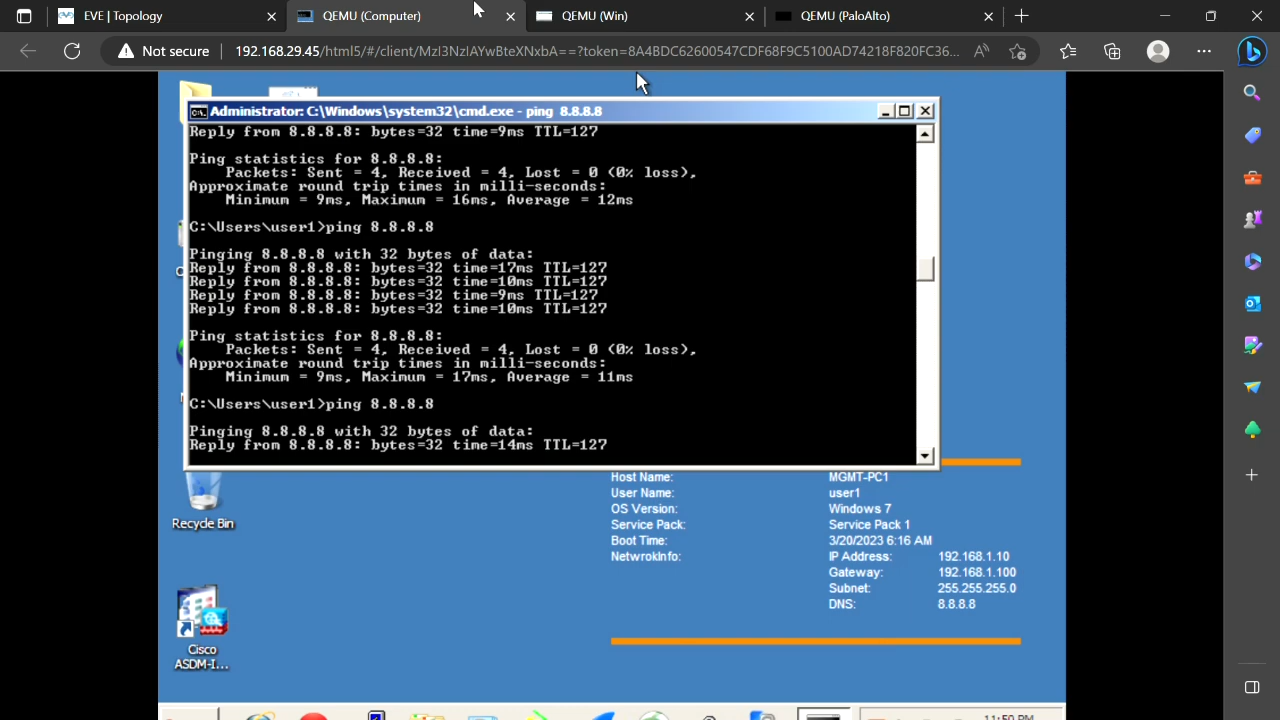 EVE | Topology
QEMU (Computer)
QEMU (Win)
QEMU (PaloAlto)
Not secure
192.168.29.45/html5/#/client/MzI3NzIAYwBteXNxbA==?token=8A4BDC62600547CDF68F9C5100AD74218F820FC36...
Administrator: C:\Windows\system32\cmd.exe - ping 8.8.8.8
Reply from 8.8.8.8: bytes=32 time=9ms TTL=127
Ping statistics for 8.8.8.8:
Packets: Sent = 4, Received = 4, Lost = 0 (0% loss),
Approximate round trip times in milli-seconds:
Minimum = 9ms, Maximum = 16ms, Average = 12ms
C:\Users\user1>ping 8.8.8.8
Pinging 8.8.8.8 with 32 bytes of data:
Reply from 8.8.8.8: bytes=32 time=17ms TTL=127
Reply from 8.8.8.8: bytes=32 time=10ms TTL=127
Reply from 8.8.8.8: bytes=32 time=9ms TTL=127
Reply from 8.8.8.8: bytes=32 time=10ms TTL=127
Ping statistics for 8.8.8.8:
Packets: Sent = 4, Received = 4, Lost = 0 (0% loss),
Approximate round trip times in milli-seconds:
Minimum = 9ms, Maximum = 17ms, Average = 11ms
C:\Users\user1>ping 8.8.8.8
Pinging 8.8.8.8 with 32 bytes of data:
Reply from 8.8.8.8: bytes=32 time=14ms TTL=127
Host Name: MGMT-PC1
User Name: user1
OS Version: Windows 7
Service Pack: Service Pack 1
Boot Time: 3/20/2023 6:16 AM
NetwrokInfo: IP Address: 192.168.1.10
Gateway: 192.168.1.100
Subnet: 255.255.255.0
DNS: 8.8.8.8
Recycle Bin
Cisco
ASDM-I...
11:50 PM